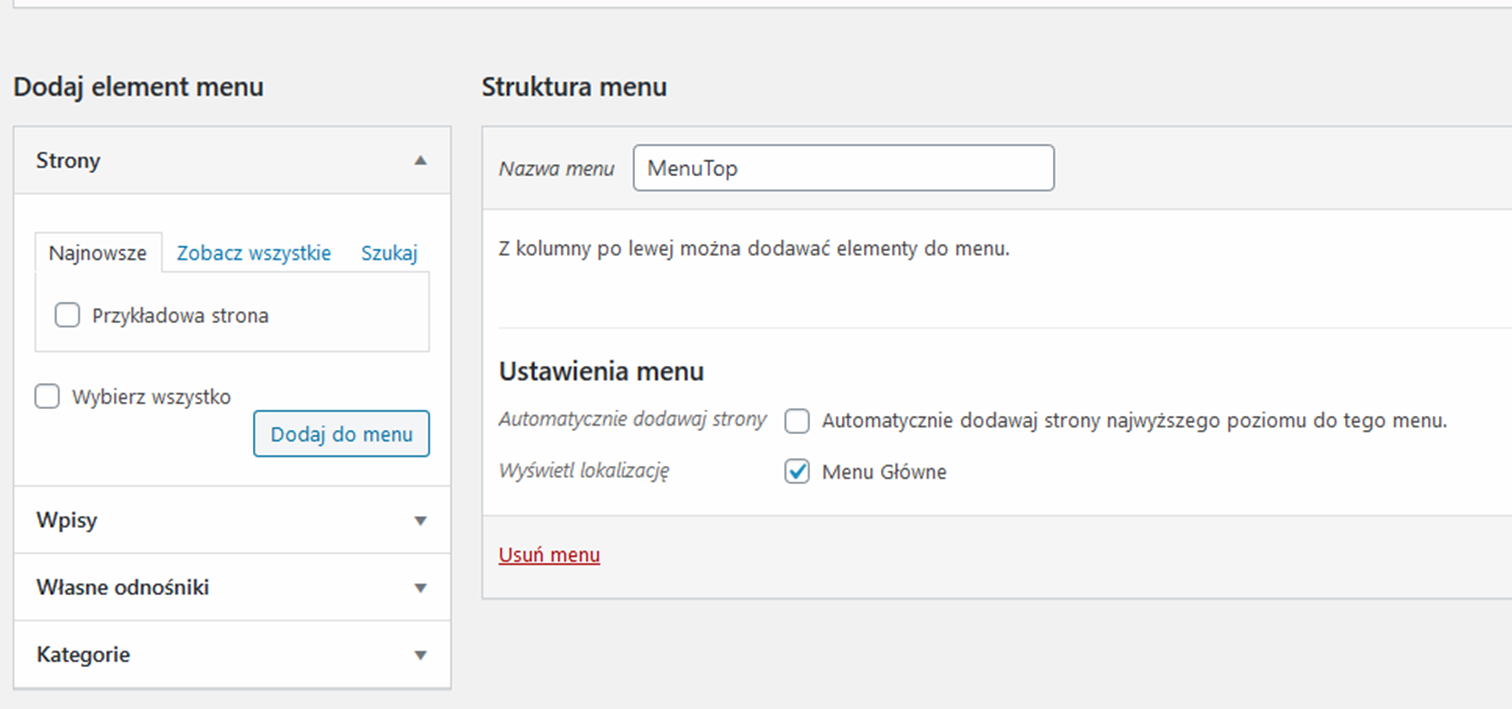 Dodaj element menu
Strony
Najnowsze Zobacz wszystkie Szukaj
Przykładowa strona
Wybierz wszystko
Dodaj do menu
Wpisy
Własne odnośniki
Kategorie
Struktura menu
Nazwa menu MenuTop
Z kolumny po lewej można dodawać elementy do menu.
Ustawienia menu
Automatycznie dodawaj strony Automatycznie dodawaj strony najwyższego poziomu do tego menu.
Wyświetl lokalizację Menu Główne
Usuń menu